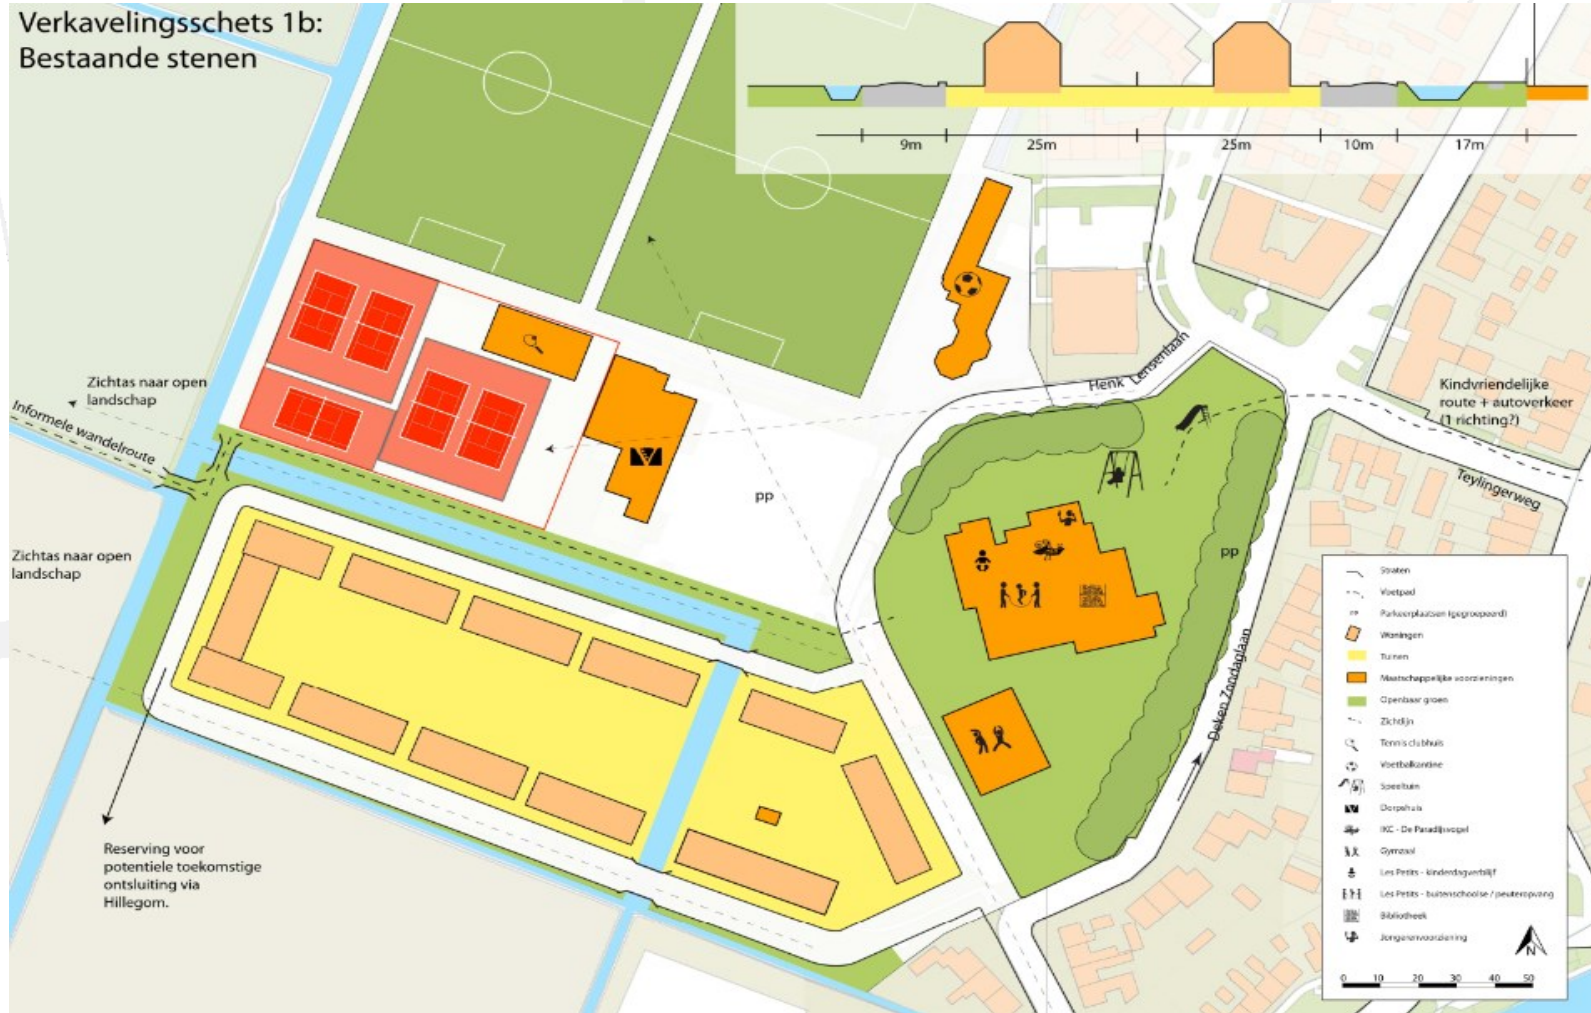 Verkavelingsschets 1b:
Bestaande stenen
9m
25m
25m
10m
17m
Zichtas naar open
landschap
Informele wandelroute
Zichtas naar open
landschap
Henk Lensenlaan
Kindvriendelijke
route + autoverkeer
(1 richting?)
Teylingerweg
pp
pp
Deken Zondaglaan
Reserving voor
potentiele toekomstige
ontsluiting via
Hillegom.
Straten
Voetpad
pp Parkeerplaatsen (gegroepeerd)
Woningen
Tuinen
Maatschappelijke voorzieningen
Openbaar groen
Zichtlijn
Tennis clubhuis
Voetbalkantine
Speeltuin
Dorpshuis
IKC - De Paradijsvogel
Gymzaal
Les Petits - kinderdagverblijf
Les Petits - buitenschoolse / peuteropvang
Bibliotheek
Jongerenvoorziening
N
0 10 20 30 40 50